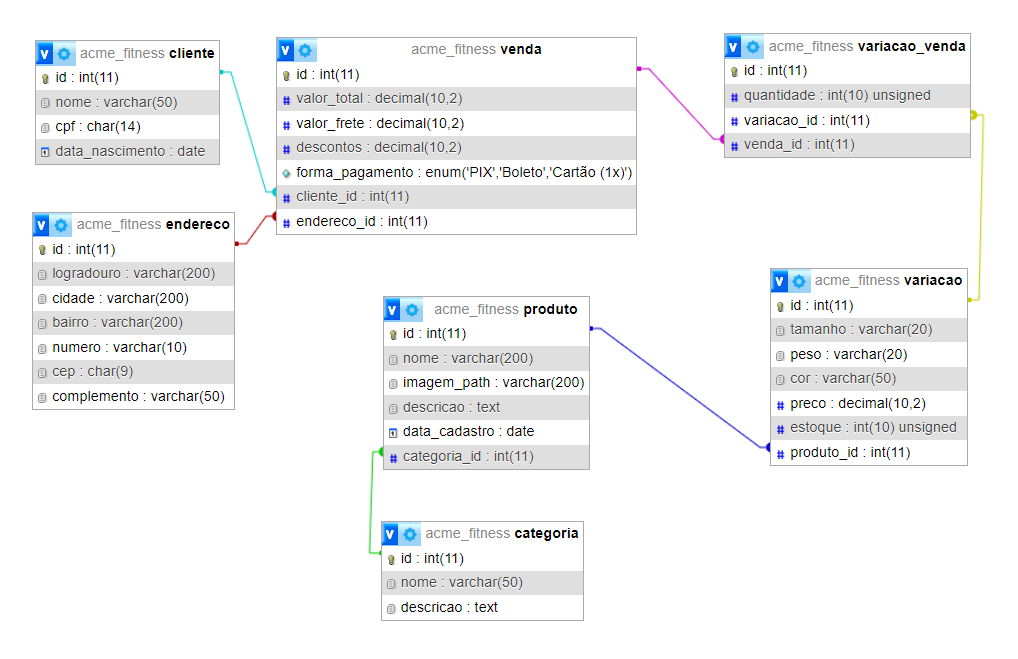 acme_fitness cliente
id : int(11)
nome : varchar(50)
cpf : char(14)
data_nascimento : date
acme_fitness venda
id : int(11)
valor_total : decimal(10,2)
valor_frete : decimal(10,2)
descontos : decimal(10,2)
forma_pagamento : enum('PIX','Boleto','Cartão (1x)')
cliente_id : int(11)
endereco_id : int(11)
acme_fitness variacao_venda
id : int(11)
quantidade : int(10) unsigned
variacao_id : int(11)
venda_id : int(11)
acme_fitness endereco
id : int(11)
logradouro : varchar(200)
cidade : varchar(200)
bairro : varchar(200)
numero : varchar(10)
cep : char(9)
complemento : varchar(50)
acme_fitness produto
id : int(11)
nome : varchar(200)
imagem_path : varchar(200)
descricao : text
data_cadastro : date
categoria_id : int(11)
acme_fitness variacao
id : int(11)
tamanho : varchar(20)
peso : varchar(20)
cor : varchar(50)
preco : decimal(10,2)
estoque : int(10) unsigned
produto_id : int(11)
acme_fitness categoria
id : int(11)
nome : varchar(50)
descricao : text